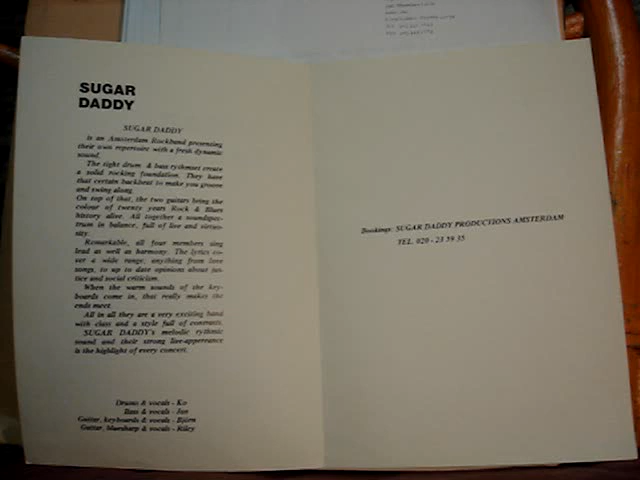 SUGAR
DADDY
SUGAR DADDY
is an Amsterdam Rockband presenting
their own repertoire with a fresh dynamic
sound.
The tight drum & bass rythmset create
a solid rocking foundation. They have
that certain backbeat to make you groove
and swing along.
On top of that, the two guitars bring the
colour of twenty years Rock & Blues
history alive. All together a soundspec-
trum in balance, full of live and virtuo-
sity.
Remarkable, all four members sing
lead as well as harmony. The lyrics co-
ver a wide range; anything from love
songs, to up to date opinions about jus-
tice and social criticism.
When the warm sounds of the key-
boards come in, that really makes the
ends meet.
All in all they are a very exciting band
with class and a style full of contrasts.
SUGAR DADDY's melodic rythmic
sound and their strong live-apperrance
is the highlight of every concert.
Drums & vocals - Ko
Bass & vocals - Jan
Guitar, keyboards & vocals - Björn
Guitar, bluesharp & vocals - Riley
Bookings: SUGAR DADDY PRODUCTIONS AMSTERDAM
TEL. 020 - 23 59 35